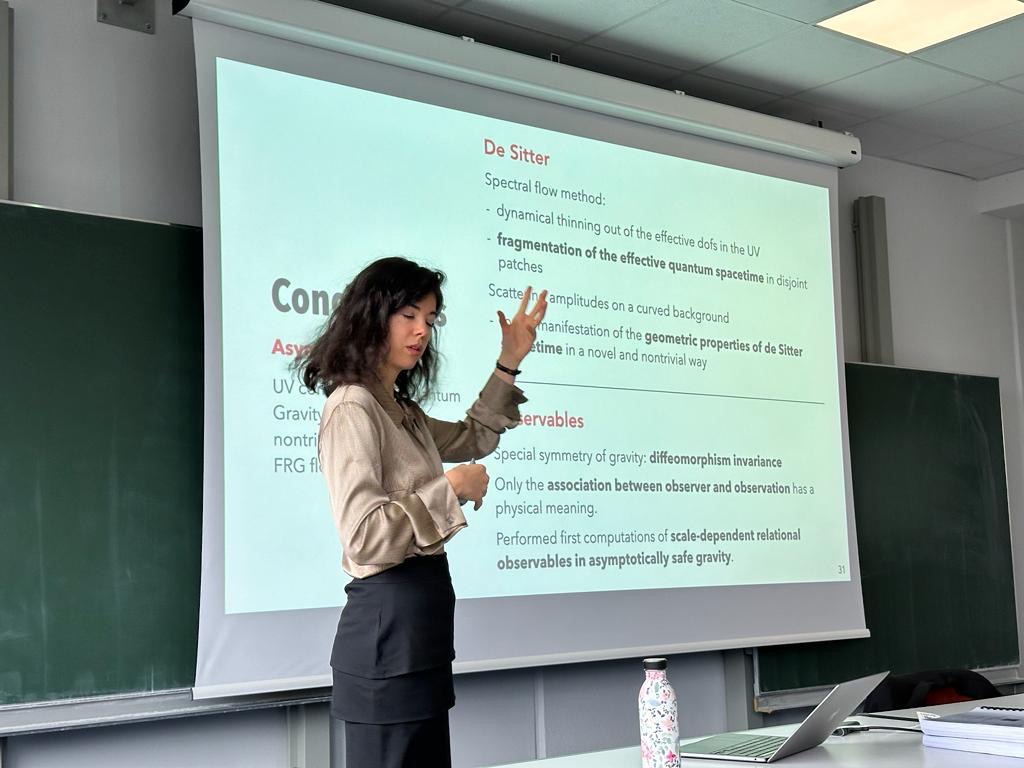 Conc
Asy
UV co ntum
Gravity
nontri
FRG fl
De Sitter
Spectral flow method:
- dynamical thinning out of the effective dofs in the UV
- fragmentation of the effective quantum spacetime in disjoint
patches
Scattering amplitudes on a curved background
- manifestation of the geometric properties of de Sitter
etime in a novel and nontrivial way
servables
Special symmetry of gravity: diffeomorphism invariance
Only the association between observer and observation has a
physical meaning.
Performed first computations of scale-dependent relational
observables in asymptotically safe gravity.
31